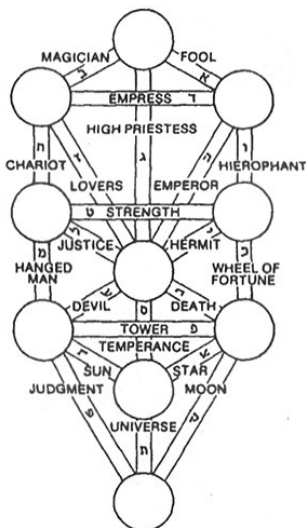 MAGICIAN FOOL
ב א
EMPRESS ד
HIGH PRIESTESS
ח ז ג ה ו
CHARIOT HIEROPHANT
LOVERS EMPEROR
ט STRENGTH
ל י
JUSTICE HERMIT
מ כ
HANGED WHEEL OF
MAN FORTUNE
ע נ
DEVIL ס DEATH
TOWER פ
TEMPERANCE
ר צ
SUN STAR
JUDGMENT MOON
ש ק
UNIVERSE
ת